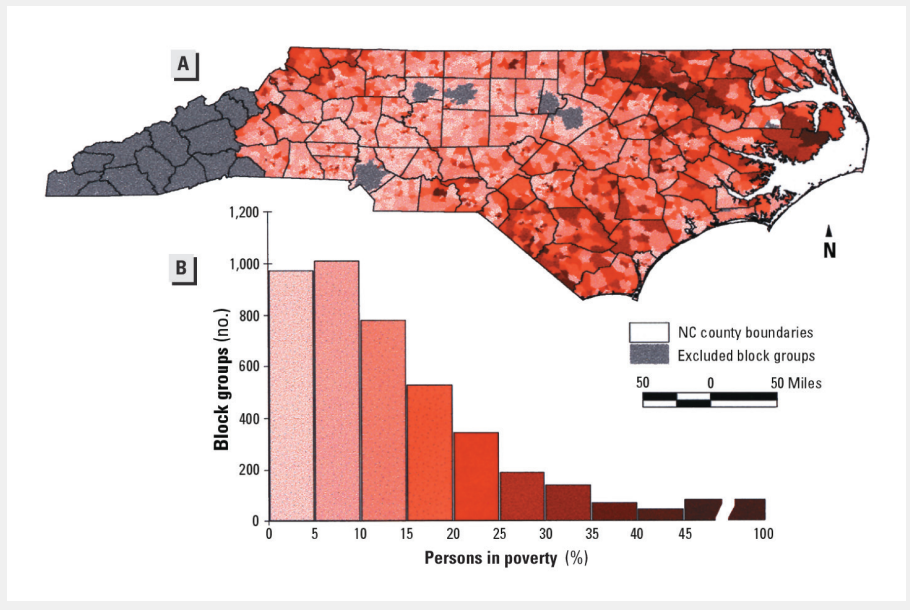 A
N
NC county boundaries
Excluded block groups
50 0 50 Miles
B
Block groups (no.)
1,200
1,000
800
600
400
200
0
0 5 10 15 20 25 30 35 40 45 100
Persons in poverty (%)